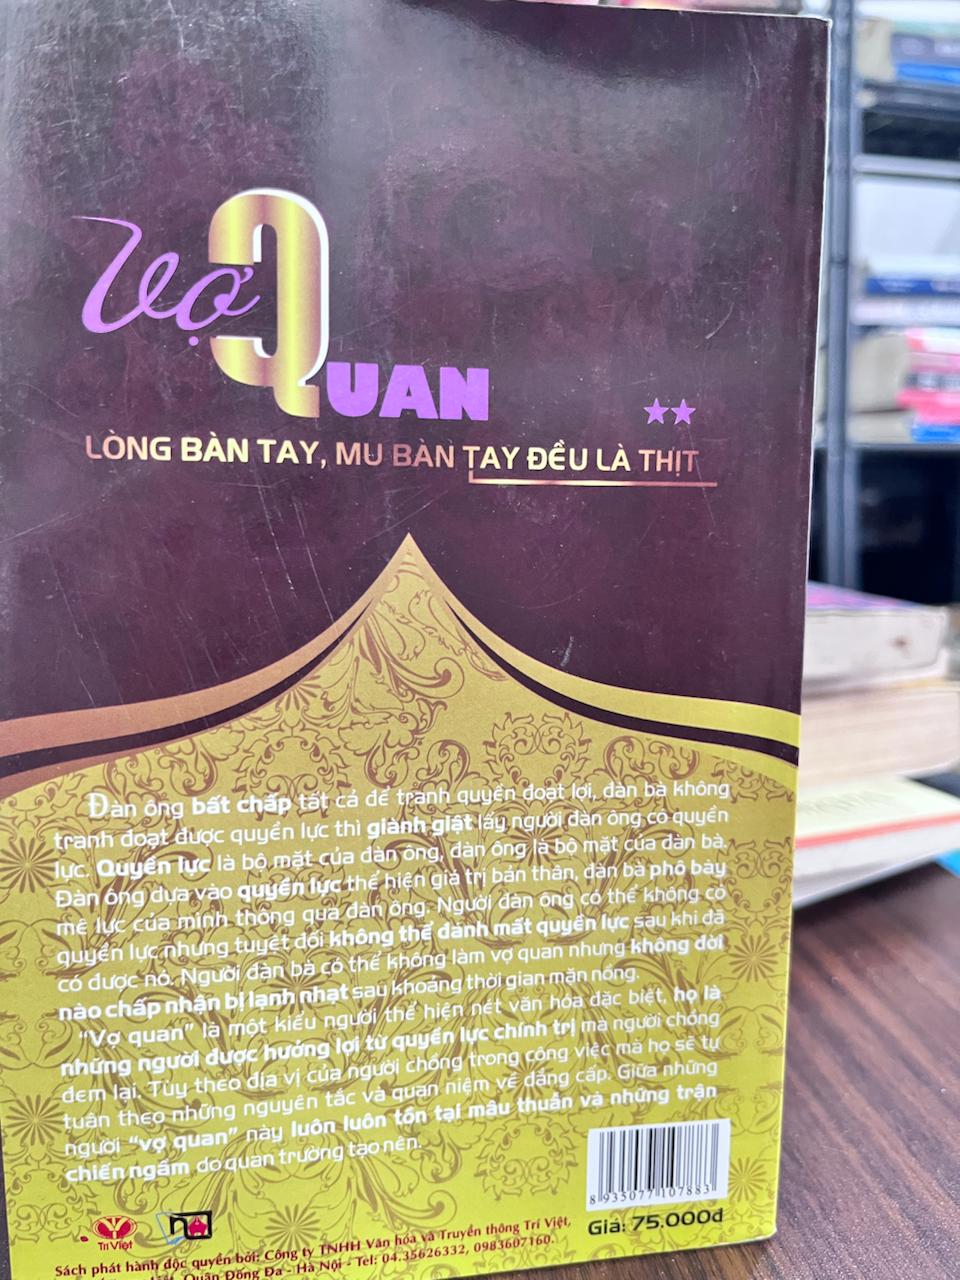 Vợ QUAN
LÒNG BÀN TAY, MU BÀN TAY ĐỀU LÀ THỊT
Đàn ông bất chấp tất cả để tranh quyền đoạt lợi, đàn bà không
tranh đoạt được quyền lực thì giành giật lấy người đàn ông có quyền
lực. Quyền lực là bộ mặt của đàn ông, đàn ông là bộ mặt của đàn bà.
Đàn ông dựa vào quyền lực thể hiện giá trị bản thân, đàn bà phô bày
mê lực của mình thông qua đàn ông. Người đàn ông có thể không có
quyền lực nhưng tuyệt đối không thể đánh mất quyền lực sau khi đã
có được nó. Người đàn bà có thể không làm vợ quan nhưng không đời
nào chấp nhận bị lạnh nhạt sau khoảng thời gian mặn nồng.
"Vợ quan" là một kiểu người thể hiện nét văn hóa đặc biệt, họ là
những người được hưởng lợi từ quyền lực chính trị mà người chồng
đem lại. Tùy theo địa vị của người chồng trong công việc mà họ sẽ tự
tuân theo những nguyên tắc và quan niệm về đẳng cấp. Giữa những
người "vợ quan" này luôn luôn tồn tại mâu thuẫn và những trận
chiến ngầm do quan trường tạo nên.
8 935077 107883
Giá: 75.000đ
Trí Việt
Sách phát hành độc quyền bởi: Công ty TNHH Văn hóa và Truyền thông Trí Việt,
Quận Đống Đa - Hà Nội - Tel: 04.35626332, 0983607160.